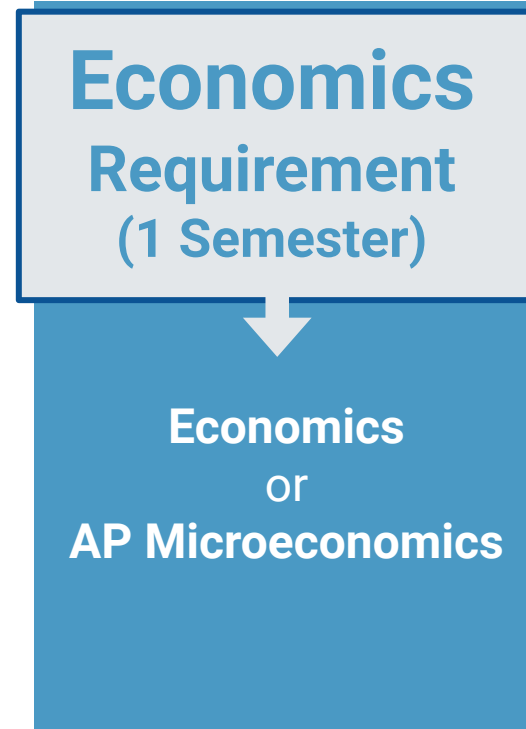 Economics
Requirement
(1 Semester)
Economics
or
AP Microeconomics